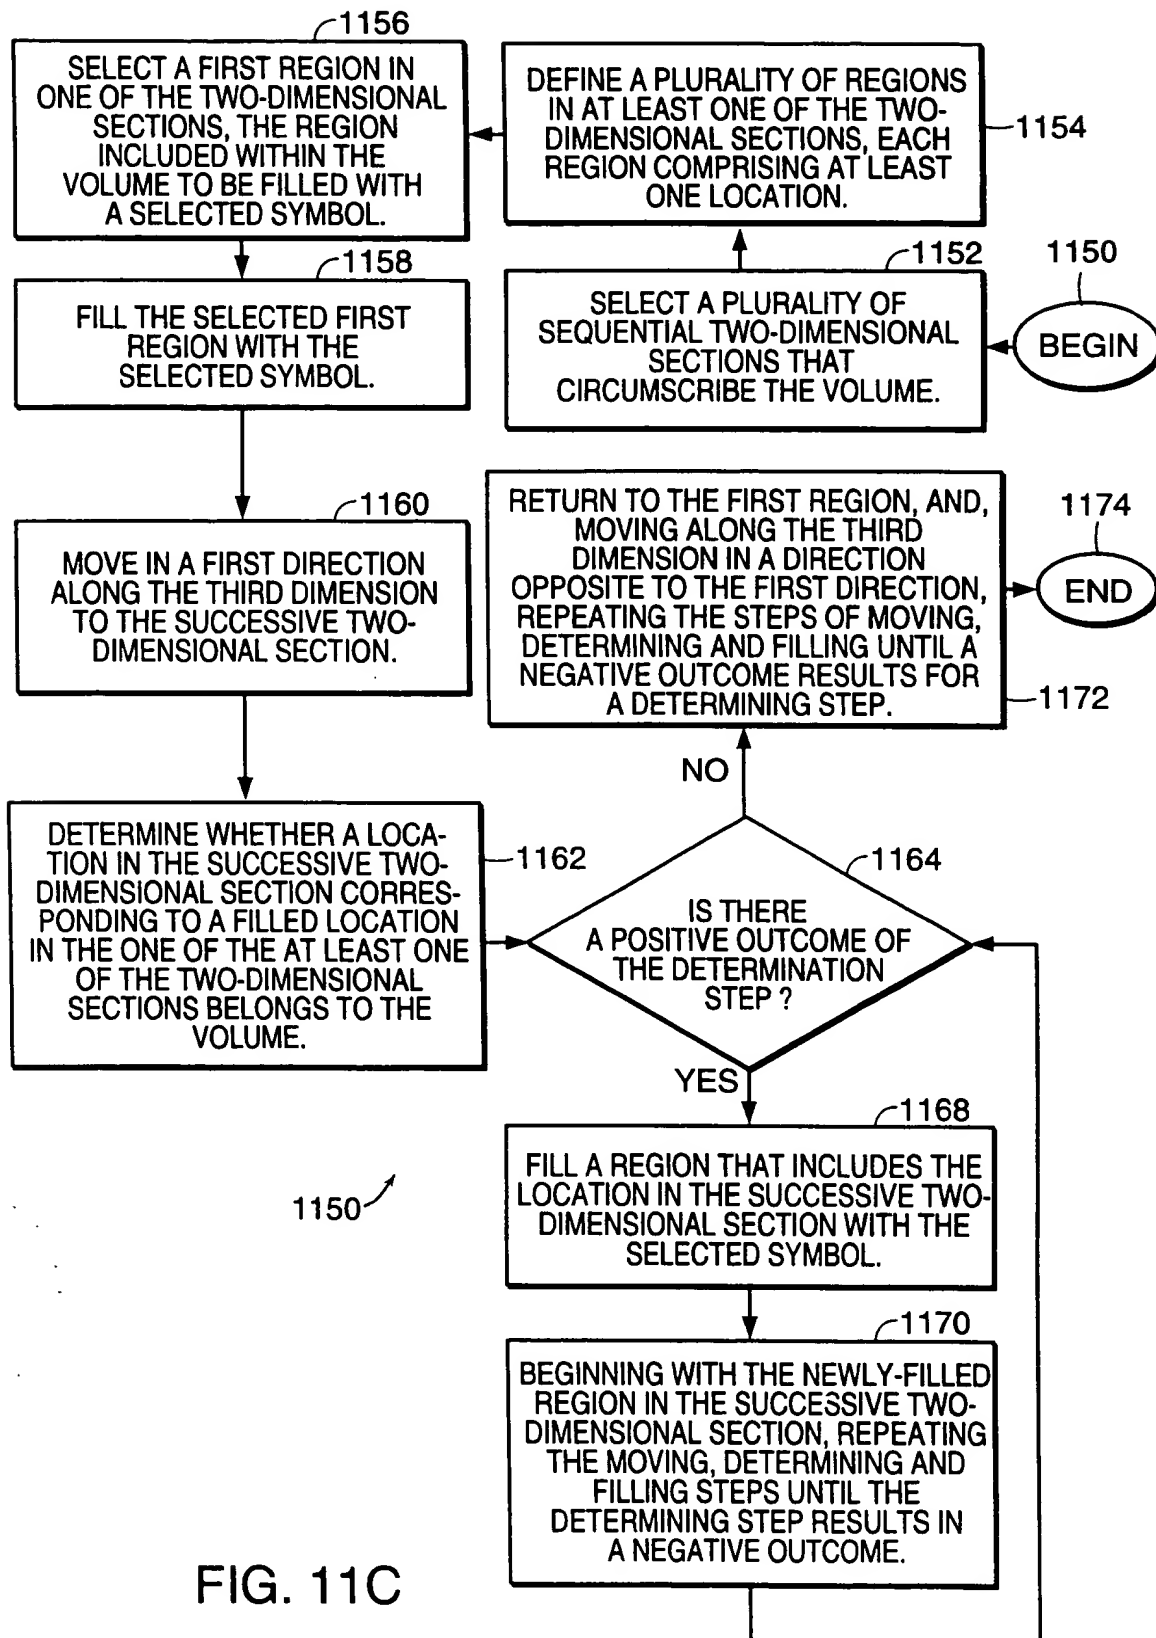 1156
SELECT A FIRST REGION IN
ONE OF THE TWO-DIMENSIONAL
SECTIONS, THE REGION
INCLUDED WITHIN THE
VOLUME TO BE FILLED WITH
A SELECTED SYMBOL.
DEFINE A PLURALITY OF REGIONS
IN AT LEAST ONE OF THE TWO-
DIMENSIONAL SECTIONS, EACH
REGION COMPRISING AT LEAST
ONE LOCATION.
1154
1158
FILL THE SELECTED FIRST
REGION WITH THE
SELECTED SYMBOL.
1152
SELECT A PLURALITY OF
SEQUENTIAL TWO-DIMENSIONAL
SECTIONS THAT
CIRCUMSCRIBE THE VOLUME.
1150
BEGIN
1160
MOVE IN A FIRST DIRECTION
ALONG THE THIRD DIMENSION
TO THE SUCCESSIVE TWO-
DIMENSIONAL SECTION.
RETURN TO THE FIRST REGION, AND,
MOVING ALONG THE THIRD
DIMENSION IN A DIRECTION
OPPOSITE TO THE FIRST DIRECTION,
REPEATING THE STEPS OF MOVING,
DETERMINING AND FILLING UNTIL A
NEGATIVE OUTCOME RESULTS FOR
A DETERMINING STEP.
1172
1174
END
NO
DETERMINE WHETHER A LOCA-
TION IN THE SUCCESSIVE TWO-
DIMENSIONAL SECTION CORRES-
PONDING TO A FILLED LOCATION
IN THE ONE OF THE AT LEAST ONE
OF THE TWO-DIMENSIONAL
SECTIONS BELONGS TO THE
VOLUME.
1162
1164
IS THERE
A POSITIVE OUTCOME OF
THE DETERMINATION
STEP ?
YES
1168
FILL A REGION THAT INCLUDES THE
LOCATION IN THE SUCCESSIVE TWO-
DIMENSIONAL SECTION WITH THE
SELECTED SYMBOL.
1150
1170
BEGINNING WITH THE NEWLY-FILLED
REGION IN THE SUCCESSIVE TWO-
DIMENSIONAL SECTION, REPEATING
THE MOVING, DETERMINING AND
FILLING STEPS UNTIL THE
DETERMINING STEP RESULTS IN
A NEGATIVE OUTCOME.
FIG. 11C